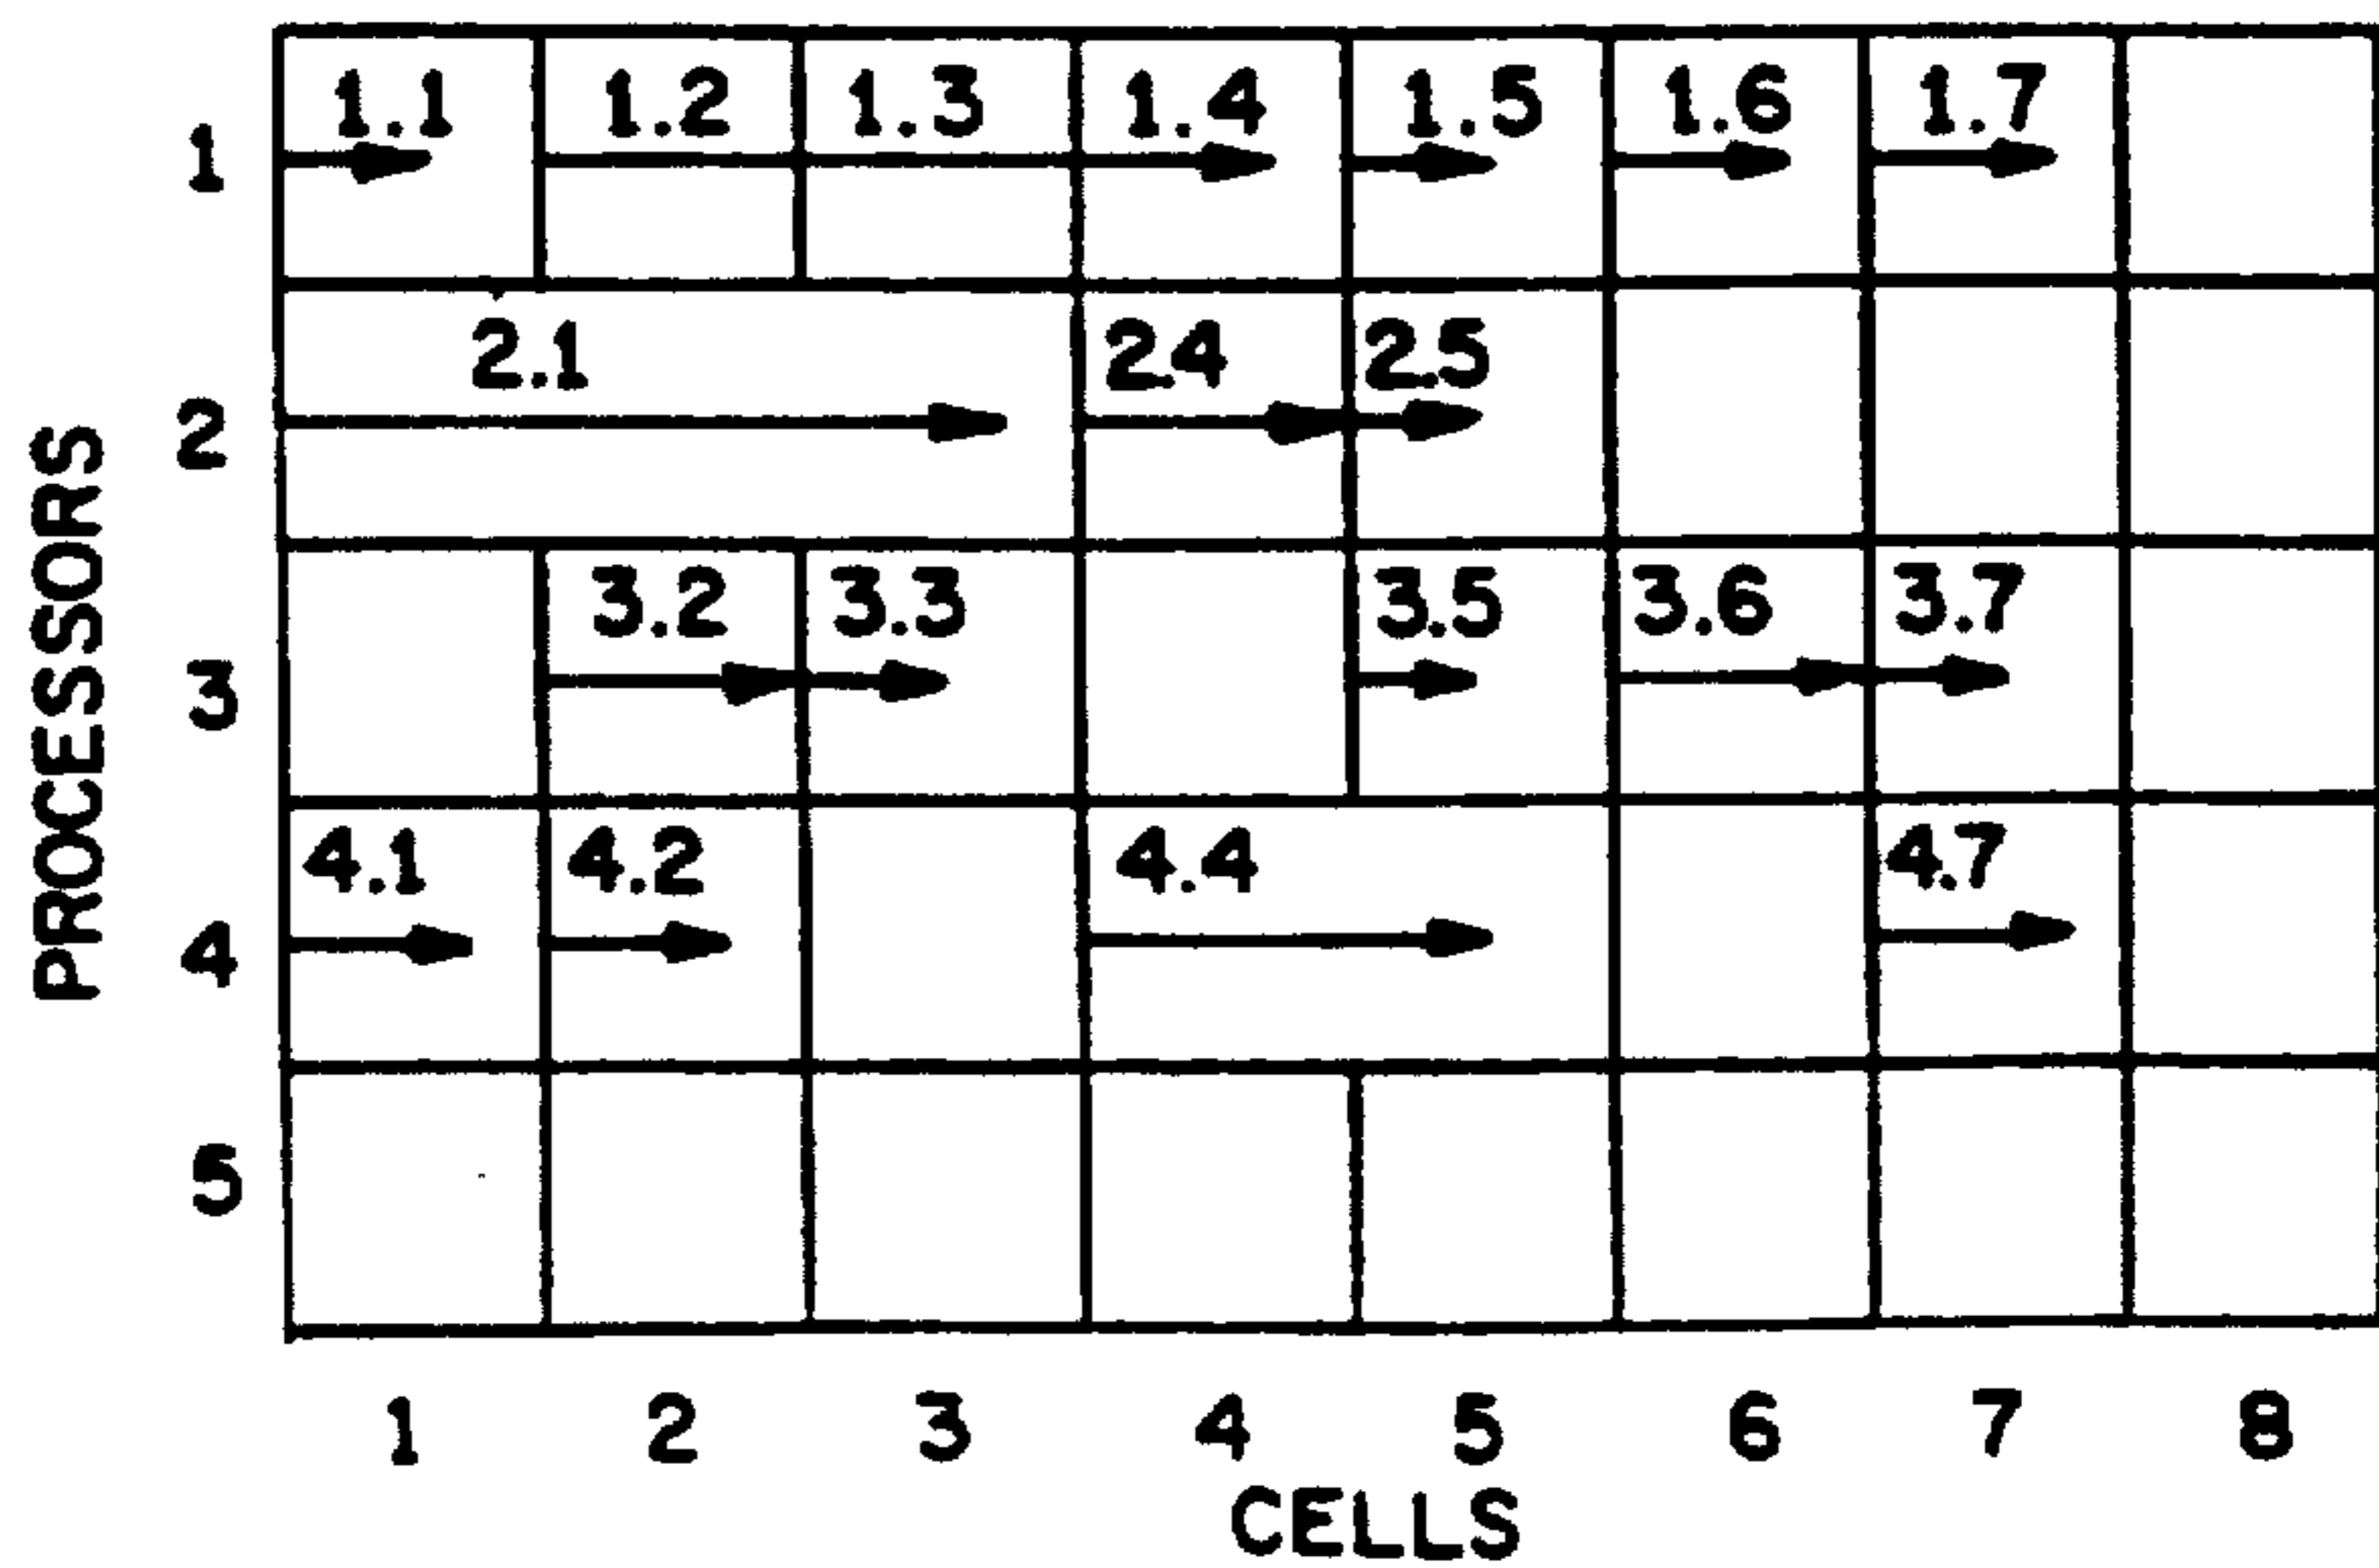 1 1.1 1.2 1.3 1.4 1.5 1.6 1.7
2 2.1 2.4 2.5
3 3.2 3.3 3.5 3.6 3.7
4 4.1 4.2 4.4 4.7
5
PROCESSORS
1 2 3 4 5 6 7 8
CELLS